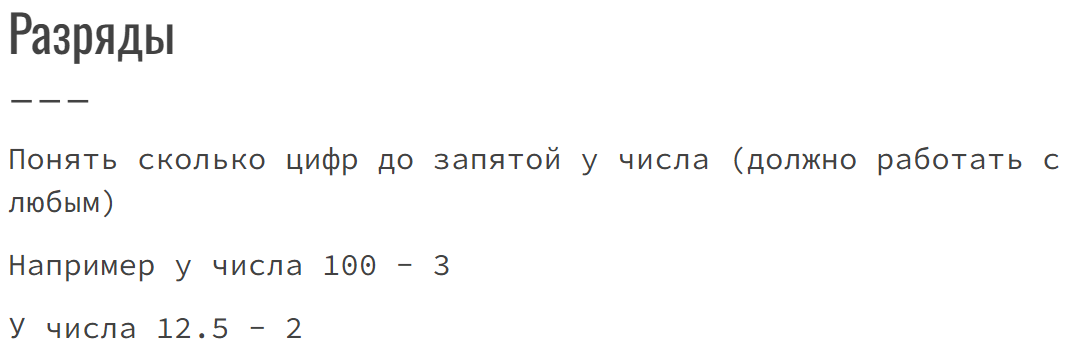 Разряды
———
Понять сколько цифр до запятой у числа (должно работать с
любым)
Например у числа 100 - 3
У числа 12.5 - 2